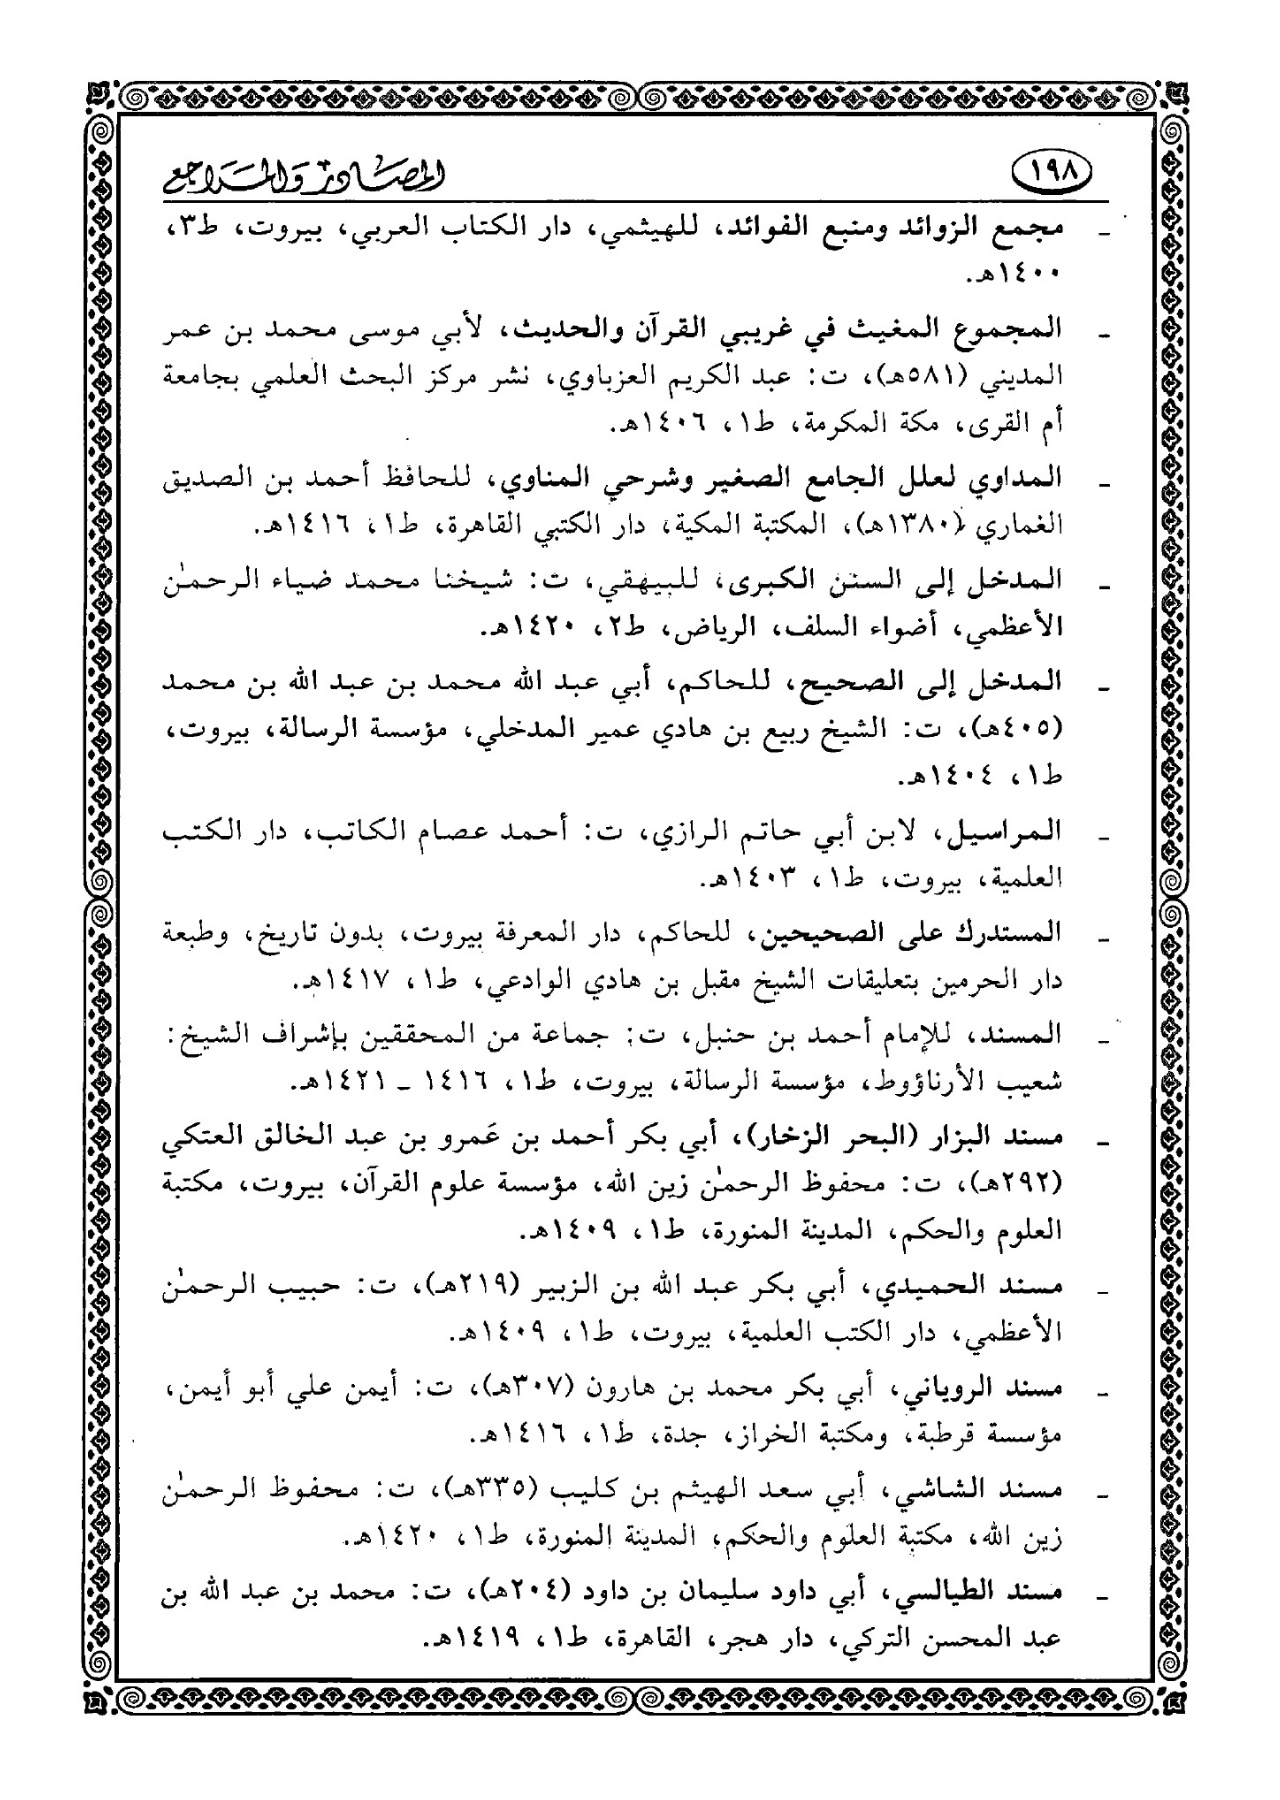 ١٩٨
المصادر والمراجع
- مجمع الزوائد ومنبع الفوائد، للهيثمي، دار الكتاب العربي، بيروت، ط٣،
١٤٠٠هـ.
- المجموع المغيث في غريبي القرآن والحديث، لأبي موسى محمد بن عمر
المديني (٥٨١هـ)، ت: عبد الكريم العزباوي، نشر مركز البحث العلمي بجامعة
أم القرى، مكة المكرمة، ط١، ١٤٠٦هـ.
- المداوي لعلل الجامع الصغير وشرحي المناوي، للحافظ أحمد بن الصديق
الغماري (١٣٨٠هـ)، المكتبة المكية، دار الكتبي القاهرة، ط١، ١٤١٦هـ.
- المدخل إلى السنن الكبرى، للبيهقي، ت: شيخنا محمد ضياء الرحمٰن
الأعظمي، أضواء السلف، الرياض، ط٢، ١٤٢٠هـ.
- المدخل إلى الصحيح، للحاكم، أبي عبد الله محمد بن عبد الله بن محمد
(٤٠٥هـ)، ت: الشيخ ربيع بن هادي عمير المدخلي، مؤسسة الرسالة، بيروت،
ط١، ١٤٠٤هـ.
- المراسيل، لابن أبي حاتم الرازي، ت: أحمد عصام الكاتب، دار الكتب
العلمية، بيروت، ط١، ١٤٠٣هـ.
- المستدرك على الصحيحين، للحاكم، دار المعرفة بيروت، بدون تاريخ، وطبعة
دار الحرمين بتعليقات الشيخ مقبل بن هادي الوادعي، ط١، ١٤١٧هـ.
- المسند، للإمام أحمد بن حنبل، ت: جماعة من المحققين بإشراف الشيخ:
شعيب الأرناؤوط، مؤسسة الرسالة، بيروت، ط١، ١٤١٦ - ١٤٢١هـ.
- مسند البزار (البحر الزخار)، أبي بكر أحمد بن عَمرو بن عبد الخالق العتكي
(٢٩٢هـ)، ت: محفوظ الرحمٰن زين الله، مؤسسة علوم القرآن، بيروت، مكتبة
العلوم والحكم، المدينة المنورة، ط١، ١٤٠٩هـ.
- مسند الحميدي، أبي بكر عبد الله بن الزبير (٢١٩هـ)، ت: حبيب الرحمٰن
الأعظمي، دار الكتب العلمية، بيروت، ط١، ١٤٠٩هـ.
- مسند الروياني، أبي بكر محمد بن هارون (٣٠٧هـ)، ت: أيمن علي أبو أيمن،
مؤسسة قرطبة، ومكتبة الخراز، جدة، ط١، ١٤١٦هـ.
- مسند الشاشي، أبي سعد الهيثم بن كليب (٣٣٥هـ)، ت: محفوظ الرحمٰن
زين الله، مكتبة العلوم والحكم، المدينة المنورة، ط١، ١٤٢٠هـ.
- مسند الطيالسي، أبي داود سليمان بن داود (٢٠٤هـ)، ت: محمد بن عبد الله بن
عبد المحسن التركي، دار هجر، القاهرة، ط١، ١٤١٩هـ.